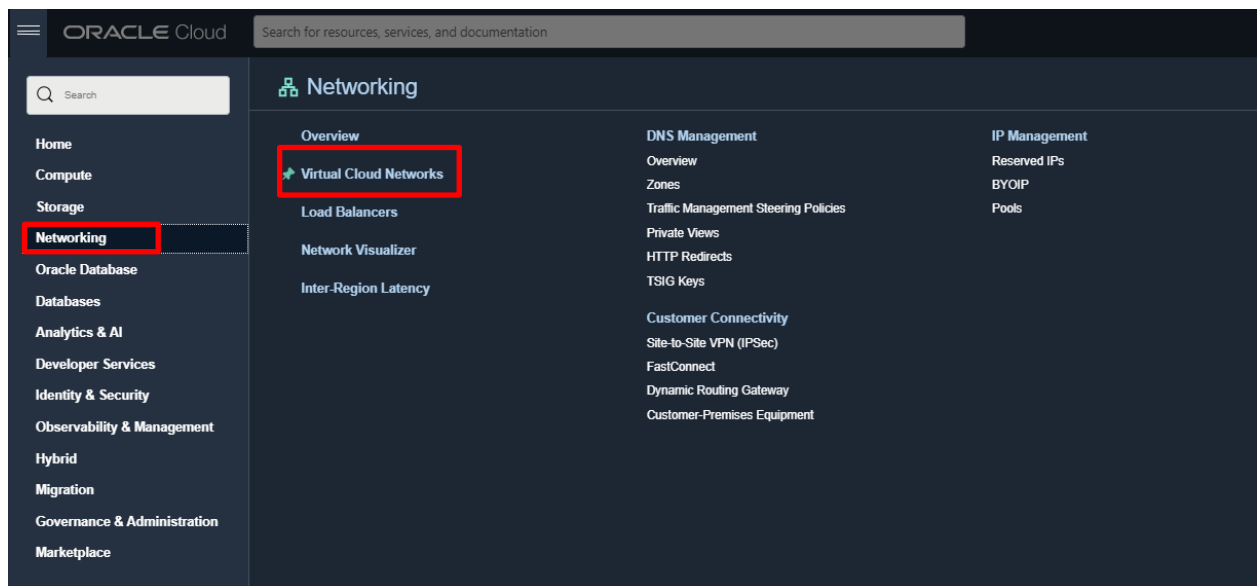 ORACLE Cloud
Search for resources, services, and documentation
Search
Home
Compute
Storage
Networking
Oracle Database
Databases
Analytics & AI
Developer Services
Identity & Security
Observability & Management
Hybrid
Migration
Governance & Administration
Marketplace
Networking
Overview
Virtual Cloud Networks
Load Balancers
Network Visualizer
Inter-Region Latency
DNS Management
Overview
Zones
Traffic Management Steering Policies
Private Views
HTTP Redirects
TSIG Keys
Customer Connectivity
Site-to-Site VPN (IPSec)
FastConnect
Dynamic Routing Gateway
Customer-Premises Equipment
IP Management
Reserved IPs
BYOIP
Pools